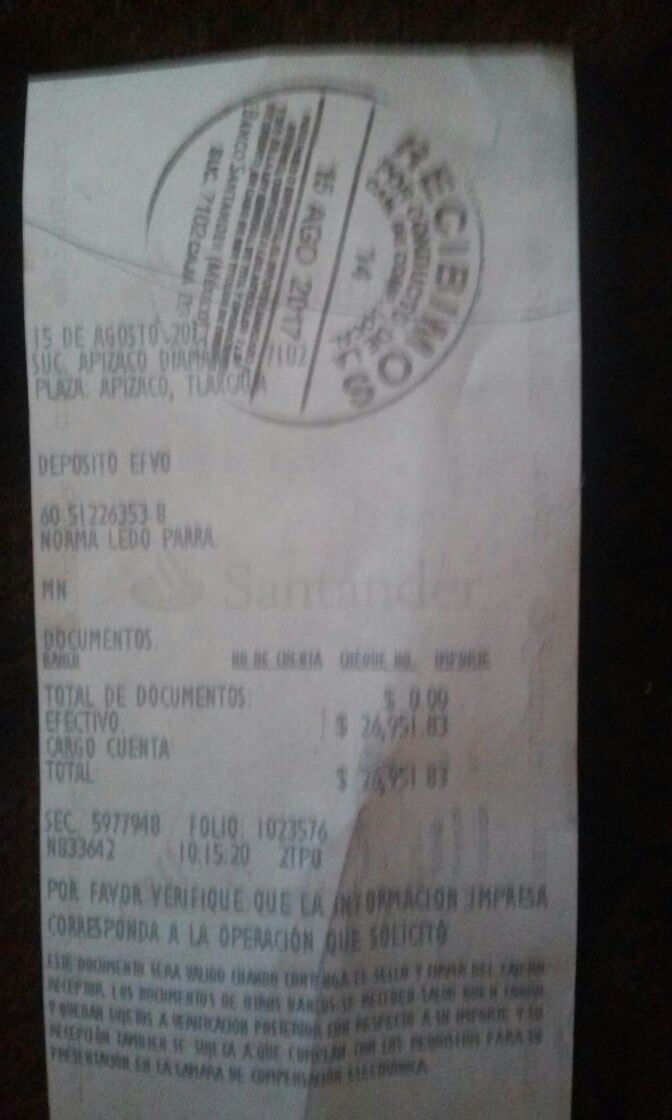 RECIBIMOS
POR CONDUCTO DE
14
15 AGO 2017
BANCO SANTANDER (MÉXICO)
SUC. 7102 CAJA
15 DE AGOSTO
SUC. APIZACO 7102
PLAZA: APIZACO, TLAXCALA
DEPOSITO EFVO
60-51226353-8
NORMA LEDO PARRA.
MN
Santander
DOCUMENTOS:
BANCO NO.DE CUENTA CHEQUE NO. IMPORTE
TOTAL DE DOCUMENTOS: $ 0.00
EFECTIVO: $ 26,951.83
CARGO CUENTA
TOTAL: $ 26,951.83
SEC. 5977948 FOLIO: 1023576
NB33642 10:15:20 2TP0
POR FAVOR VERIFIQUE QUE LA INFORMACION IMPRESA
CORRESPONDA A LA OPERACIÓN QUE SOLICITÓ
ESTE DOCUMENTO SERA VALIDO CUANDO CONTENGA EL SELLO Y FIRMA DEL CAJERO
RECEPTOR. LOS DOCUMENTOS DE OTROS BANCOS SE RECIBEN SALVO BUEN COBRO
Y QUEDAN SUJETOS A VERIFICACIÓN POSTERIOR CON RESPECTO A SU IMPORTE Y SU
RECEPCIÓN TAMBIEN SE SUJETA A QUE CUMPLAN CON LOS REQUISITOS PARA SU
PRESENTACIÓN EN LA CAMARA DE COMPENSACIÓN ELECTRONICA.